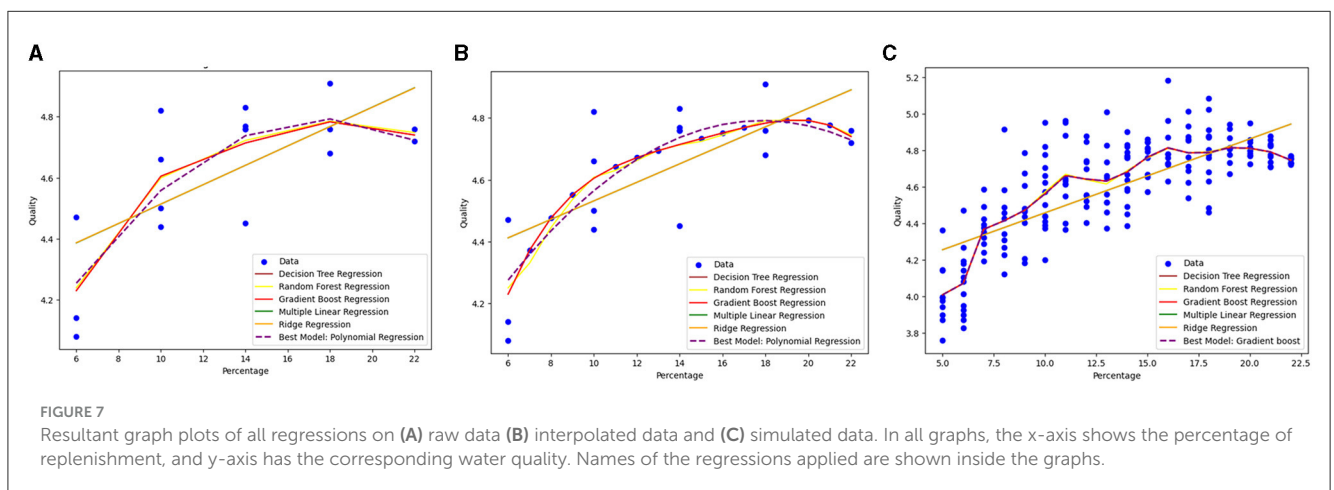 A
B
C
4.8
4.6
4.4
4.2
Quality
Data
Decision Tree Regression
Random Forest Regression
Gradient Boost Regression
Multiple Linear Regression
Ridge Regression
Best Model: Polynomial Regression
6 8 10 12 14 16 18 20 22
Percentage
4.8
4.6
4.4
4.2
Quality
Data
Decision Tree Regression
Random Forest Regression
Gradient Boost Regression
Multiple Linear Regression
Ridge Regression
Best Model: Polynomial Regression
6 8 10 12 14 16 18 20 22
Percentage
5.2
5.0
4.8
4.6
4.4
4.2
4.0
3.8
Quality
Data
Decision Tree Regression
Random Forest Regression
Gradient Boost Regression
Multiple Linear Regression
Ridge Regression
Best Model: Gradient boost
5.0 7.5 10.0 12.5 15.0 17.5 20.0 22.5
Percentage
FIGURE 7
Resultant graph plots of all regressions on (A) raw data (B) interpolated data and (C) simulated data. In all graphs, the x-axis shows the percentage of
replenishment, and y-axis has the corresponding water quality. Names of the regressions applied are shown inside the graphs.